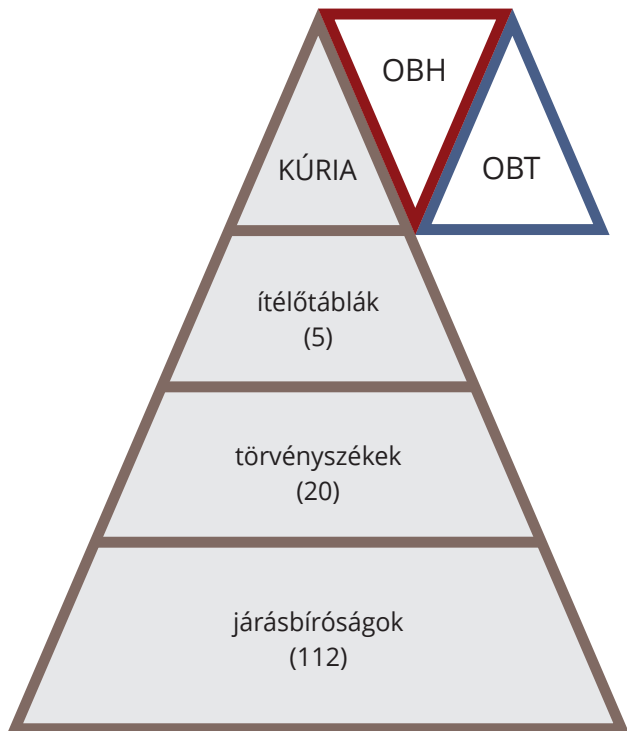 OBH
KÚRIA
OBT
ítélőtáblák
(5)
törvényszékek
(20)
járásbíróságok
(112)